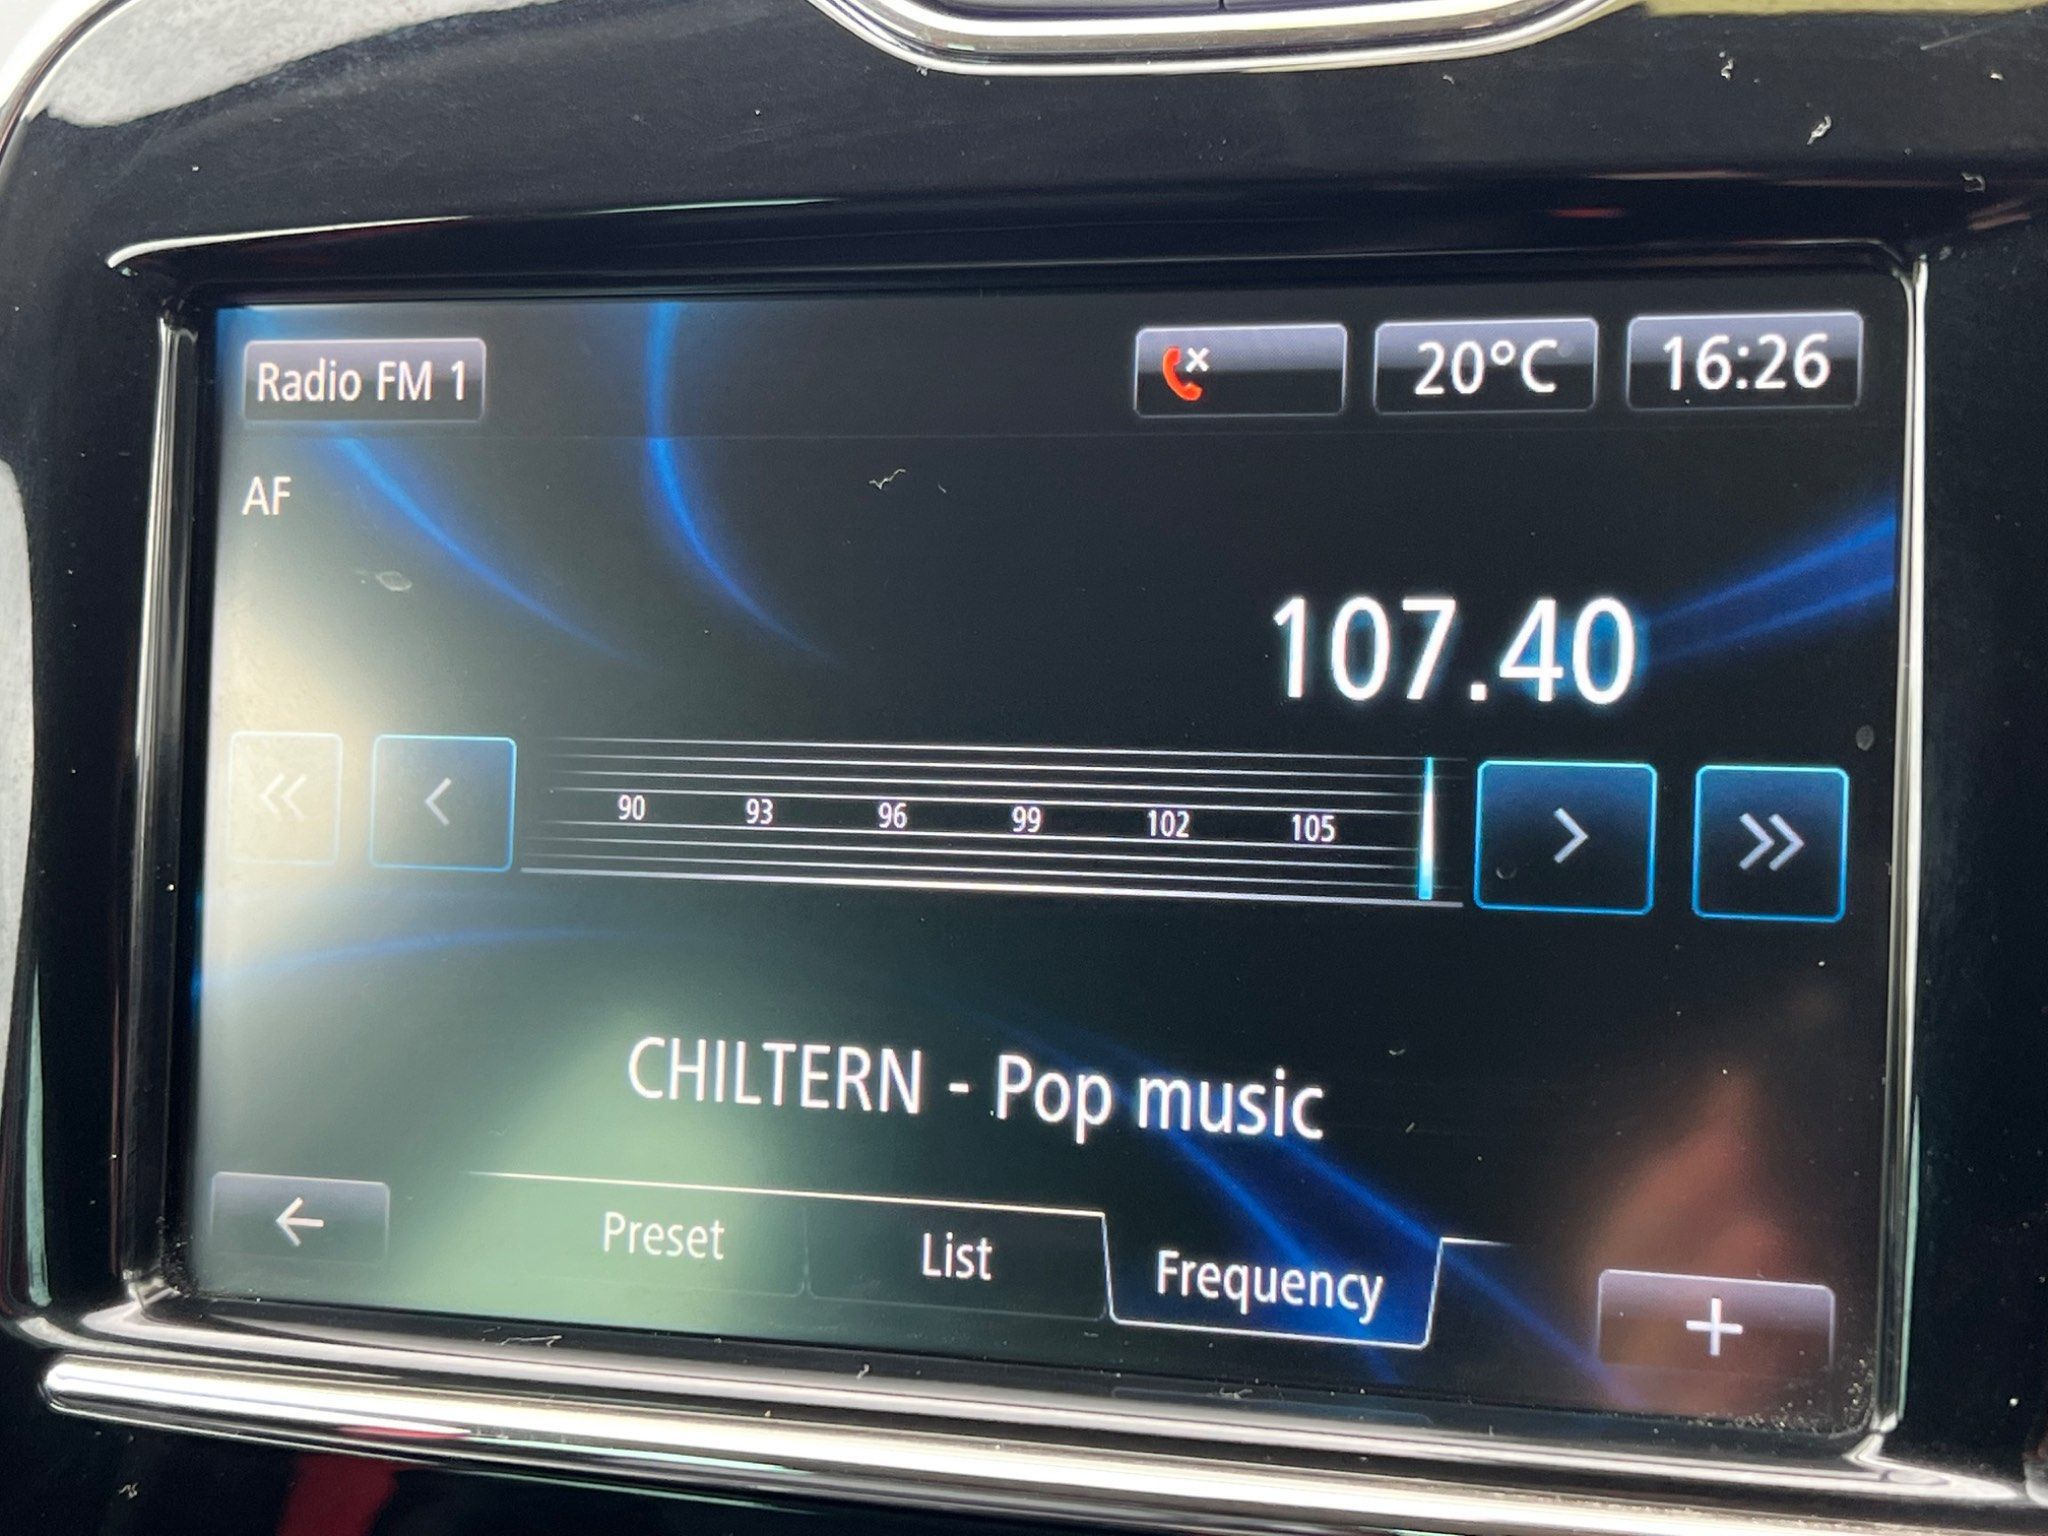 Radio FM 1
20°C
16:26
AF
107.40
90 93 96 99 102 105
CHILTERN - Pop music
Preset
List
Frequency